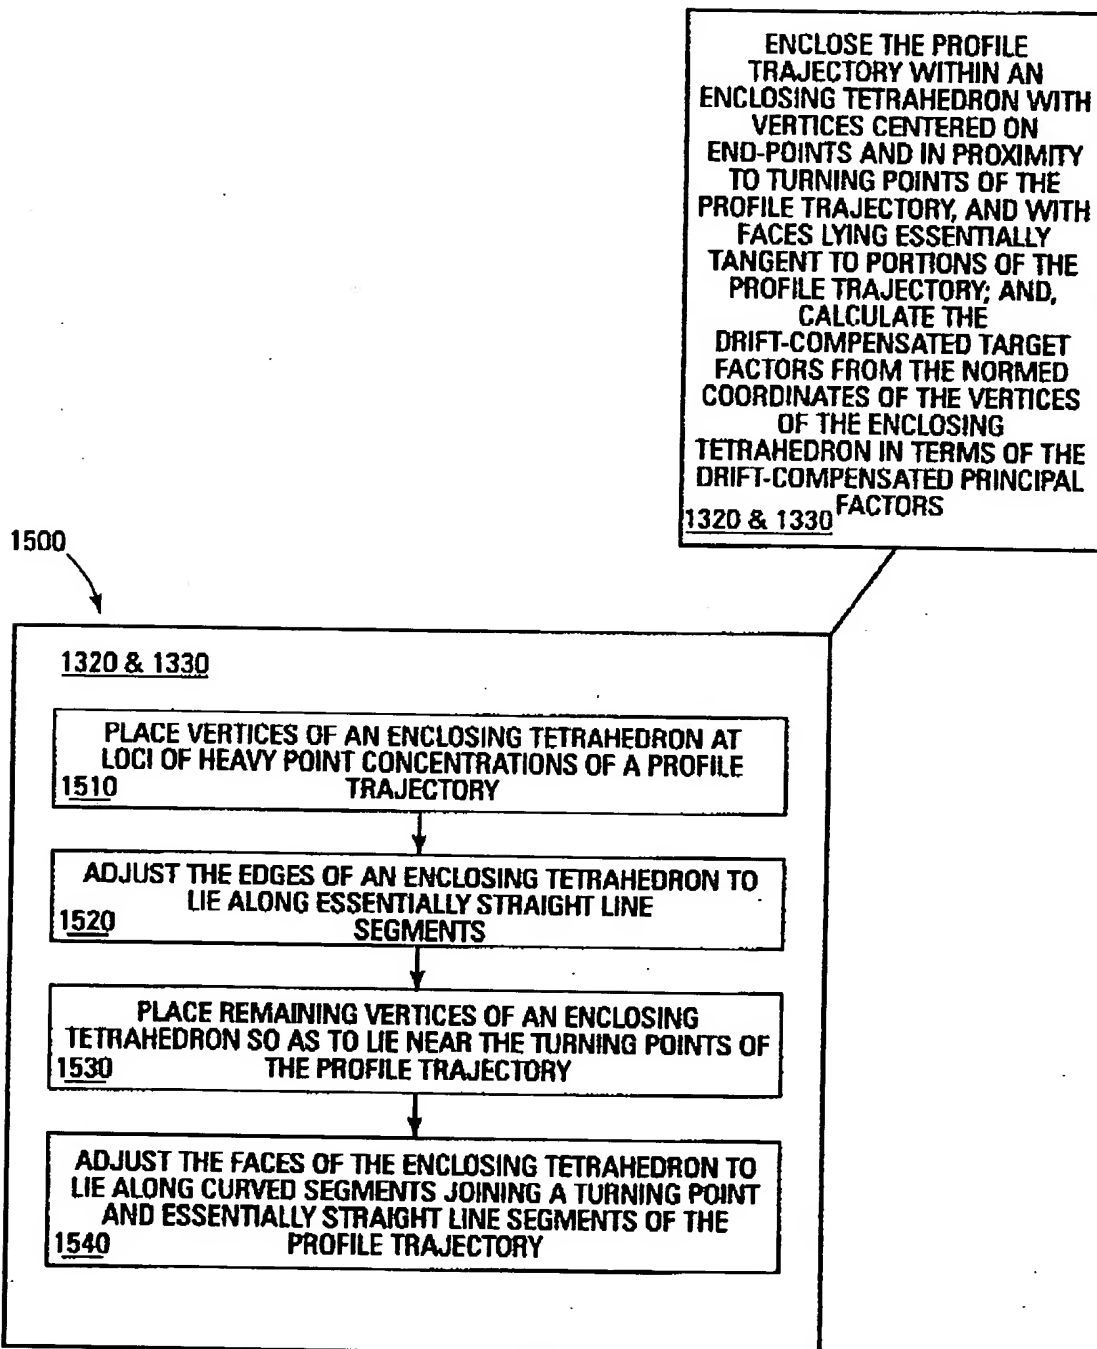 ENCLOSE THE PROFILE
TRAJECTORY WITHIN AN
ENCLOSING TETRAHEDRON WITH
VERTICES CENTERED ON
END-POINTS AND IN PROXIMITY
TO TURNING POINTS OF THE
PROFILE TRAJECTORY, AND WITH
FACES LYING ESSENTIALLY
TANGENT TO PORTIONS OF THE
PROFILE TRAJECTORY; AND,
CALCULATE THE
DRIFT-COMPENSATED TARGET
FACTORS FROM THE NORMED
COORDINATES OF THE VERTICES
OF THE ENCLOSING
TETRAHEDRON IN TERMS OF THE
DRIFT-COMPENSATED PRINCIPAL
FACTORS
1320 & 1330
1500
1320 & 1330
PLACE VERTICES OF AN ENCLOSING TETRAHEDRON AT
LOCI OF HEAVY POINT CONCENTRATIONS OF A PROFILE
TRAJECTORY
1510
ADJUST THE EDGES OF AN ENCLOSING TETRAHEDRON TO
LIE ALONG ESSENTIALLY STRAIGHT LINE
SEGMENTS
1520
PLACE REMAINING VERTICES OF AN ENCLOSING
TETRAHEDRON SO AS TO LIE NEAR THE TURNING POINTS OF
THE PROFILE TRAJECTORY
1530
ADJUST THE FACES OF THE ENCLOSING TETRAHEDRON TO
LIE ALONG CURVED SEGMENTS JOINING A TURNING POINT
AND ESSENTIALLY STRAIGHT LINE SEGMENTS OF THE
PROFILE TRAJECTORY
1540